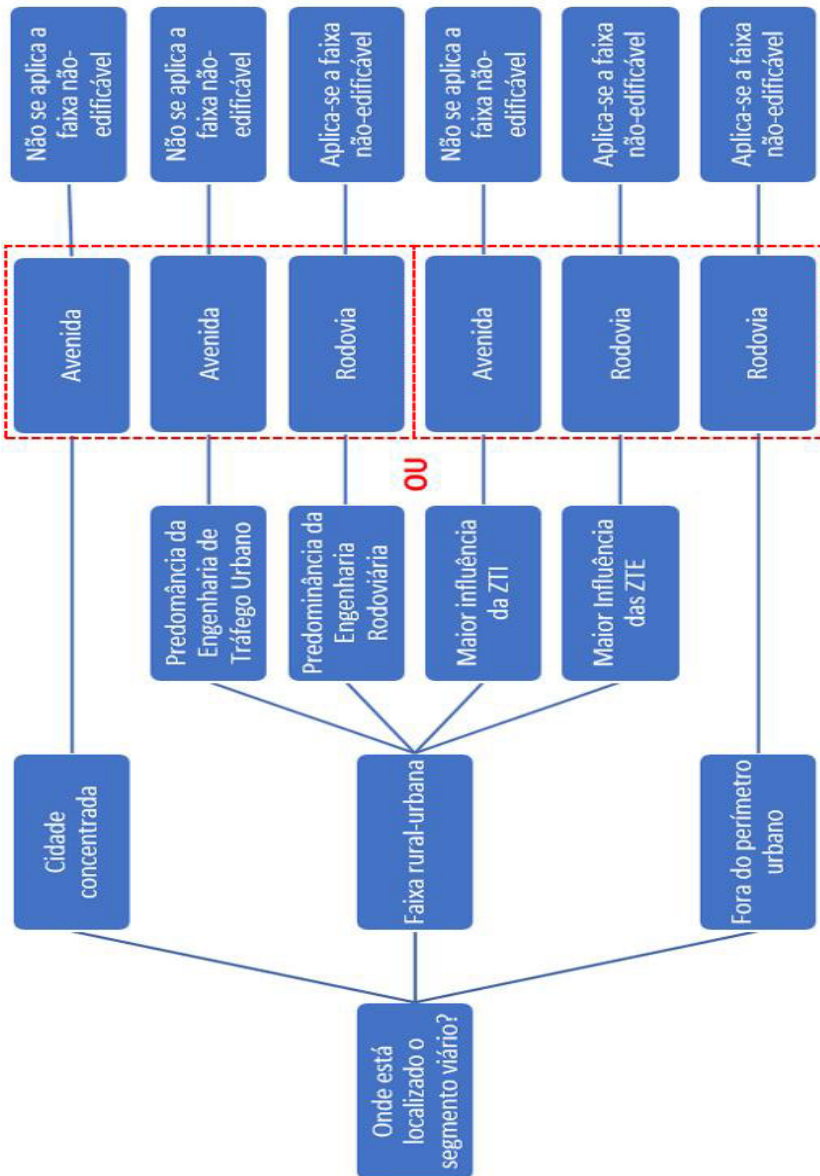 Onde está
localizado o
segmento viário?
Cidade
concentrada
Faixa rural-urbana
Fora do perímetro
urbano
Predomância da
Engenharia de
Tráfego Urbano
Predominância da
Engenharia
Rodoviária
Maior influência
da ZTI
Maior Influência
das ZTE
OU
Avenida
Avenida
Rodovia
Avenida
Rodovia
Rodovia
Não se aplica a
faixa não-
edificável
Não se aplica a
faixa não-
edificável
Aplica-se a faixa
não-edificável
Não se aplica a
faixa não-
edificável
Aplica-se a faixa
não-edificável
Aplica-se a faixa
não-edificável